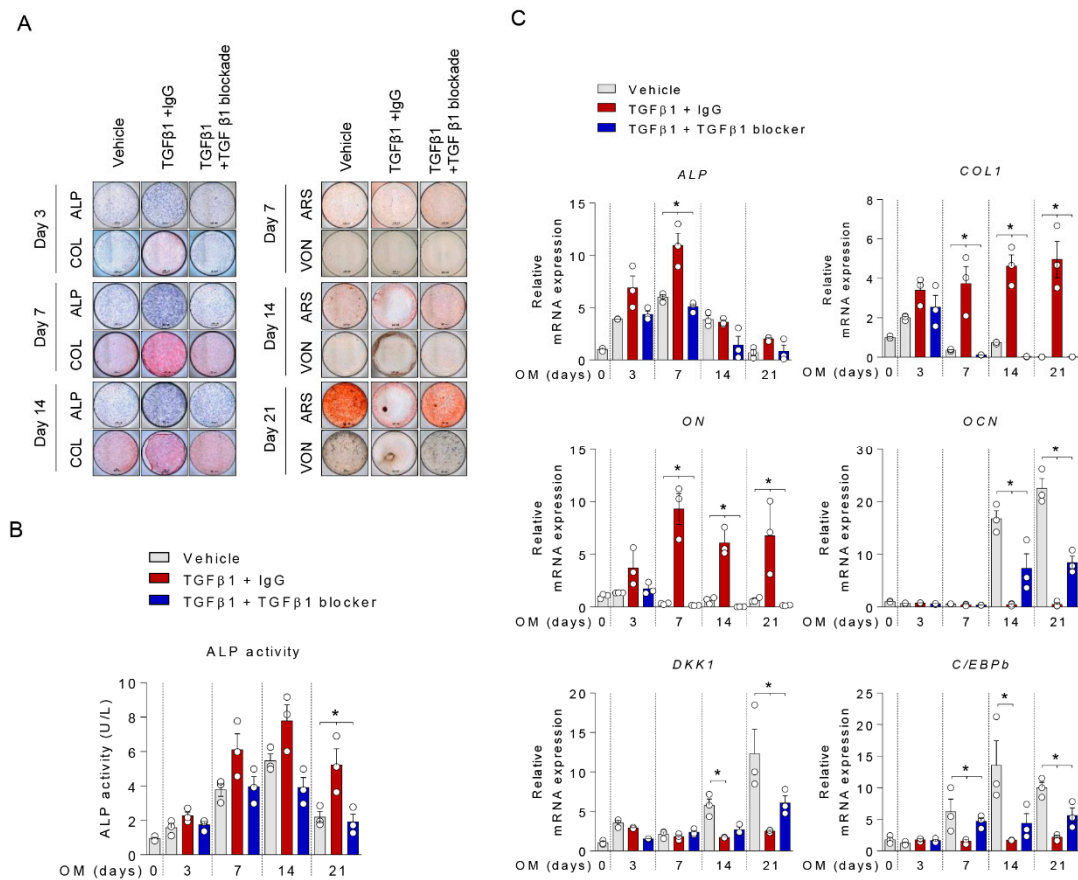 A
Vehicle
TGFβ1 +IgG
TGFβ1
+TGF β1 blockade
Day 3
ALP
COL
Day 7
ALP
COL
Day 14
ALP
COL
Vehicle
TGFβ1 +IgG
TGFβ1
+TGF β1 blockade
Day 7
ARS
VON
Day 14
ARS
VON
Day 21
ARS
VON
B
Vehicle
TGFβ1 + IgG
TGFβ1 + TGFβ1 blocker
ALP activity
ALP activity (U/L)
10
8
6
4
2
0
*
OM (days) 0 3 7 14 21
C
Vehicle
TGFβ1 + IgG
TGFβ1 + TGFβ1 blocker
ALP
Relative
mRNA expression
15
10
5
0
*
OM (days) 0 3 7 14 21
COL1
Relative
mRNA expression
8
6
4
2
0
* * *
OM (days) 0 3 7 14 21
ON
Relative
mRNA expression
15
10
5
0
* * *
OM (days) 0 3 7 14 21
OCN
Relative
mRNA expression
30
20
10
0
* *
OM (days) 0 3 7 14 21
DKK1
Relative
mRNA expression
20
15
10
5
0
* *
OM (days) 0 3 7 14 21
C/EBPb
Relative
mRNA expression
25
20
15
10
5
0
* * *
OM (days) 0 3 7 14 21